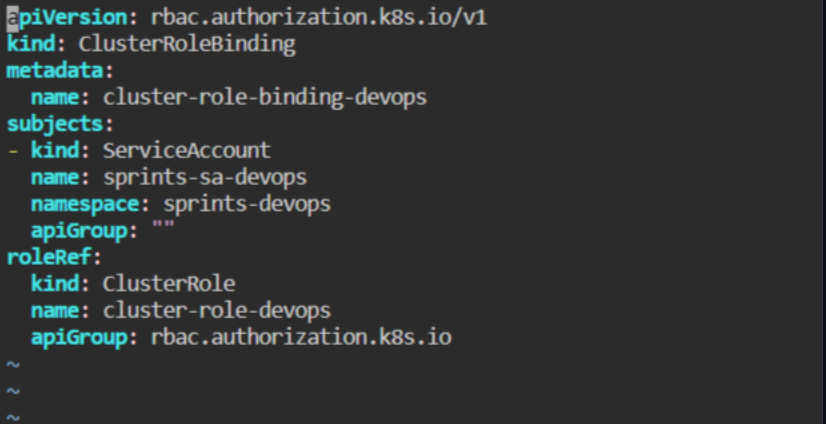 apiVersion: rbac.authorization.k8s.io/v1
kind: ClusterRoleBinding
metadata:
  name: cluster-role-binding-devops
subjects:
- kind: ServiceAccount
  name: sprints-sa-devops
  namespace: sprints-devops
  apiGroup: ""
roleRef:
  kind: ClusterRole
  name: cluster-role-devops
  apiGroup: rbac.authorization.k8s.io
~
~
~